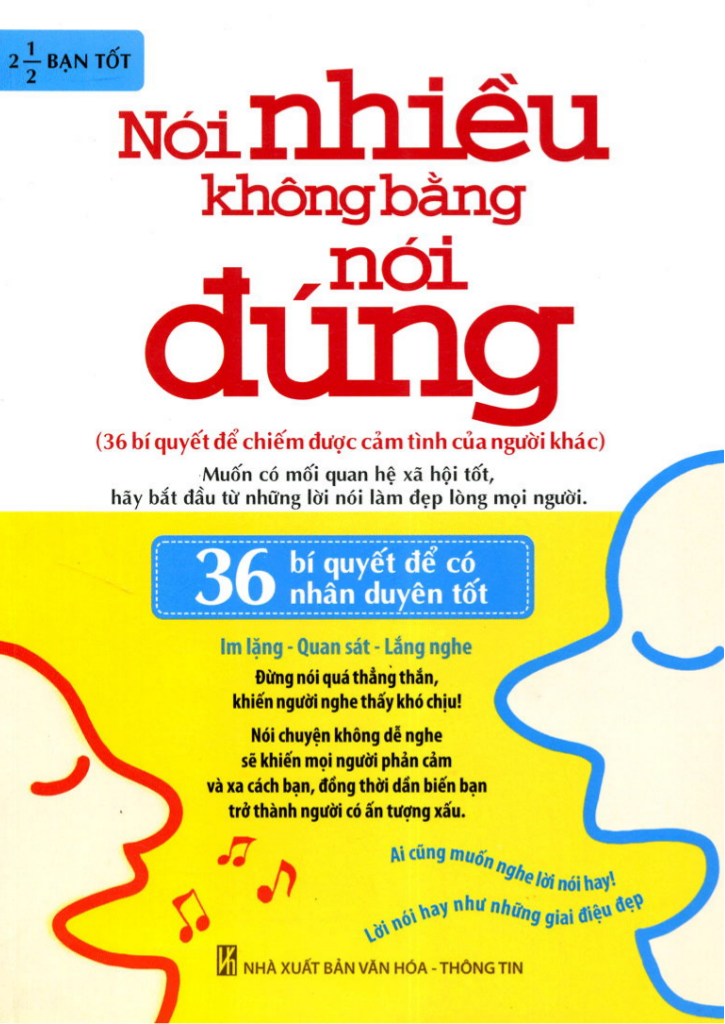 2 1/2 BẠN TỐT
Nói nhiều
không bằng
nói
đúng
(36 bí quyết để chiếm được cảm tình của người khác)
Muốn có mối quan hệ xã hội tốt,
hãy bắt đầu từ những lời nói làm đẹp lòng mọi người.
36 bí quyết để có
nhân duyên tốt
Im lặng - Quan sát - Lắng nghe
Đừng nói quá thẳng thắn,
khiến người nghe thấy khó chịu!
Nói chuyện không dễ nghe
sẽ khiến mọi người phản cảm
và xa cách bạn, đồng thời dần biến bạn
trở thành người có ấn tượng xấu.
Ai cũng muốn nghe lời nói hay!
Lời nói hay như những giai điệu đẹp
NHÀ XUẤT BẢN VĂN HÓA - THÔNG TIN